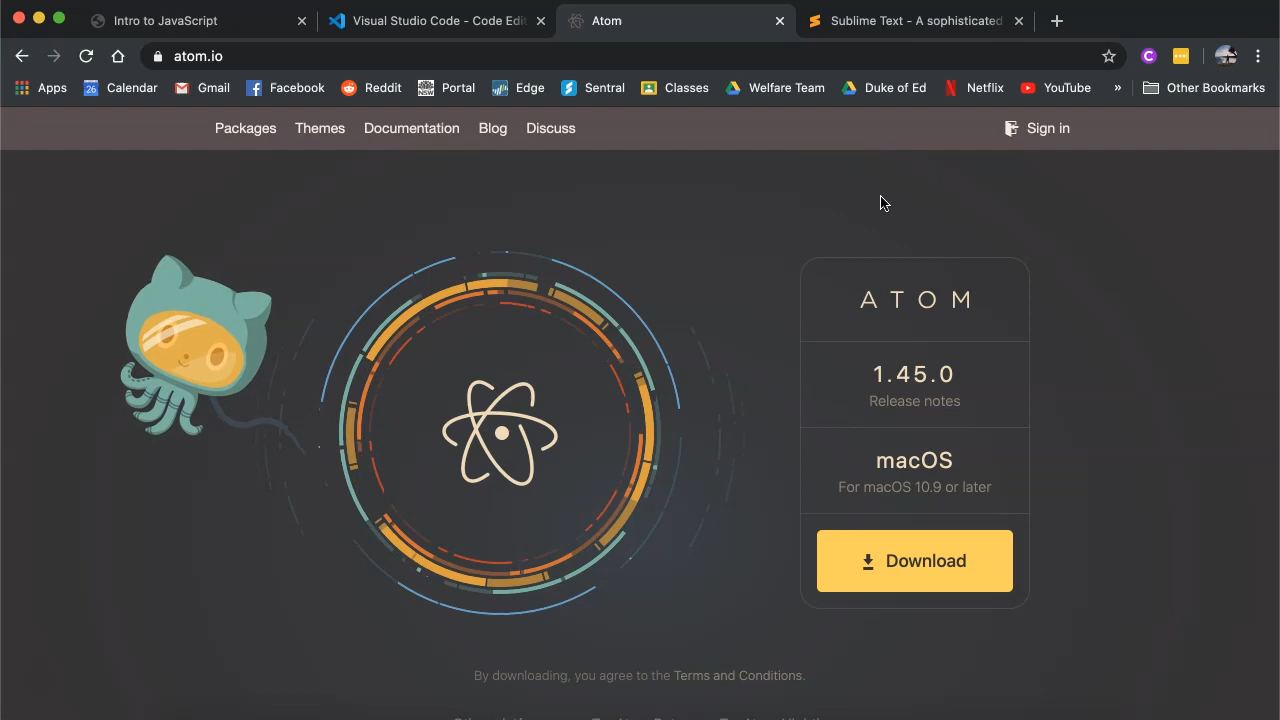 Intro to JavaScript
Visual Studio Code - Code Edit
Atom
Sublime Text - A sophisticated
atom.io
Apps
26
Calendar
Gmail
Facebook
Reddit
NSW
Portal
Edge
Sentral
Classes
Welfare Team
Duke of Ed
Netflix
YouTube
»
Other Bookmarks
Packages
Themes
Documentation
Blog
Discuss
Sign in
ATOM
1.45.0
Release notes
macOS
For macOS 10.9 or later
Download
By downloading, you agree to the Terms and Conditions.